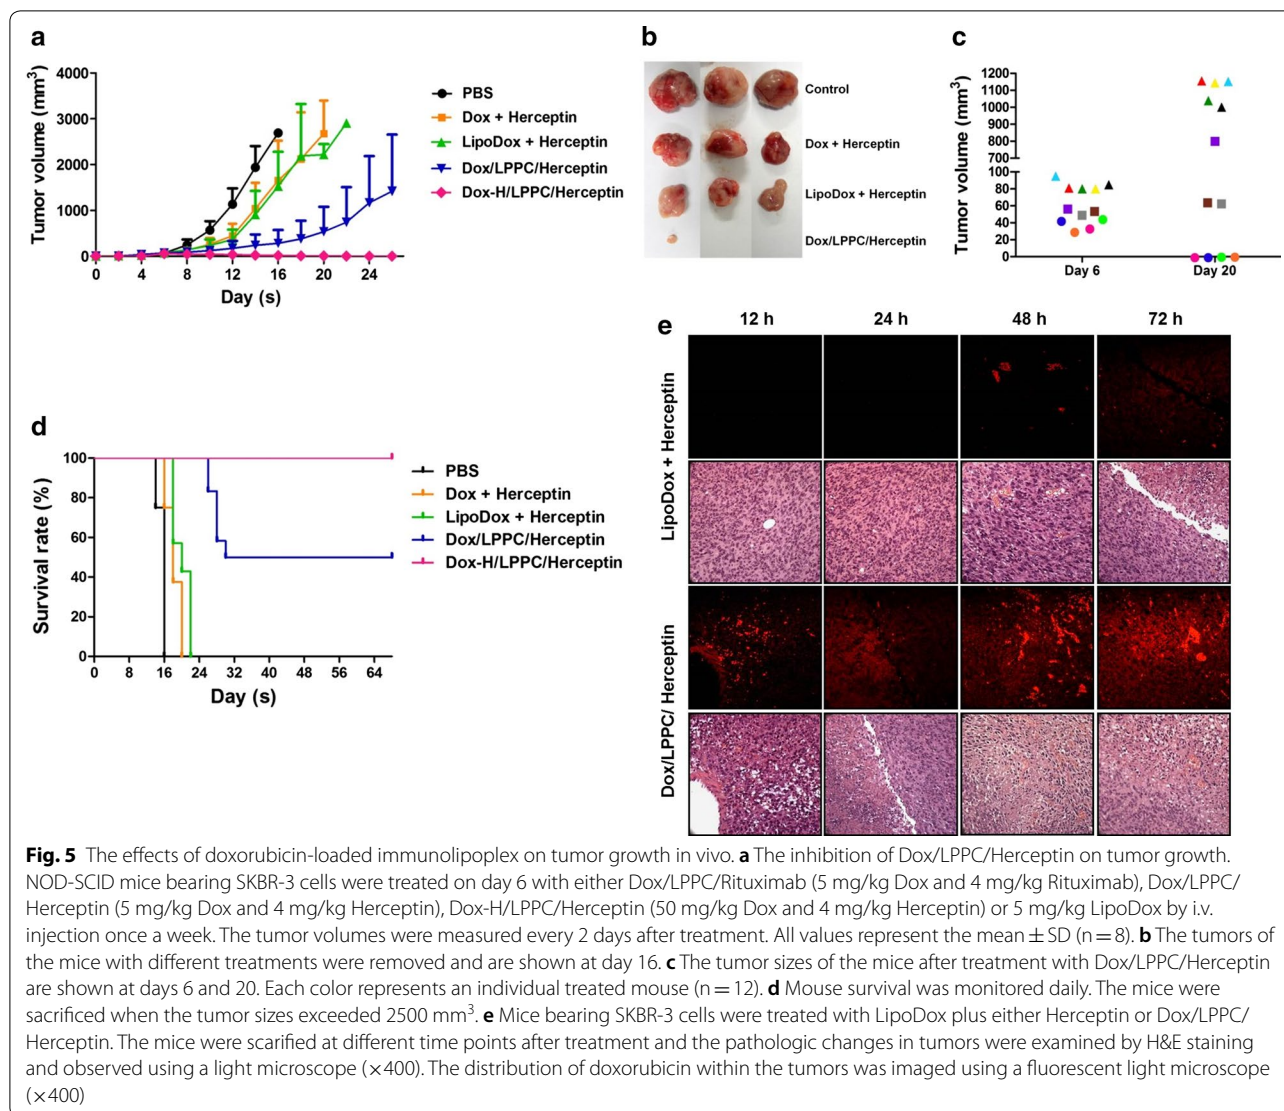 a
Tumor volume (mm³)
4000
3000
2000
1000
0
0 4 8 12 16 20 24
Day (s)
PBS
Dox + Herceptin
LipoDox + Herceptin
Dox/LPPC/Herceptin
Dox-H/LPPC/Herceptin
b
Control
Dox + Herceptin
LipoDox + Herceptin
Dox/LPPC/Herceptin
c
Tumor volume (mm³)
1200
1100
1000
900
800
700
100
80
60
40
20
0
Day 6 Day 20
d
Survival rate (%)
100
80
60
40
20
0
0 8 16 24 32 40 48 56 64
Day (s)
PBS
Dox + Herceptin
LipoDox + Herceptin
Dox/LPPC/Herceptin
Dox-H/LPPC/Herceptin
e
12 h 24 h 48 h 72 h
LipoDox + Herceptin
Dox/LPPC/ Herceptin
Fig. 5 The effects of doxorubicin-loaded immunolipoplex on tumor growth in vivo. a The inhibition of Dox/LPPC/Herceptin on tumor growth.
NOD-SCID mice bearing SKBR-3 cells were treated on day 6 with either Dox/LPPC/Rituximab (5 mg/kg Dox and 4 mg/kg Rituximab), Dox/LPPC/
Herceptin (5 mg/kg Dox and 4 mg/kg Herceptin), Dox-H/LPPC/Herceptin (50 mg/kg Dox and 4 mg/kg Herceptin) or 5 mg/kg LipoDox by i.v.
injection once a week. The tumor volumes were measured every 2 days after treatment. All values represent the mean ± SD (n = 8). b The tumors of
the mice with different treatments were removed and are shown at day 16. c The tumor sizes of the mice after treatment with Dox/LPPC/Herceptin
are shown at days 6 and 20. Each color represents an individual treated mouse (n = 12). d Mouse survival was monitored daily. The mice were
sacrificed when the tumor sizes exceeded 2500 mm³. e Mice bearing SKBR-3 cells were treated with LipoDox plus either Herceptin or Dox/LPPC/
Herceptin. The mice were scarified at different time points after treatment and the pathologic changes in tumors were examined by H&E staining
and observed using a light microscope (×400). The distribution of doxorubicin within the tumors was imaged using a fluorescent light microscope
(×400)